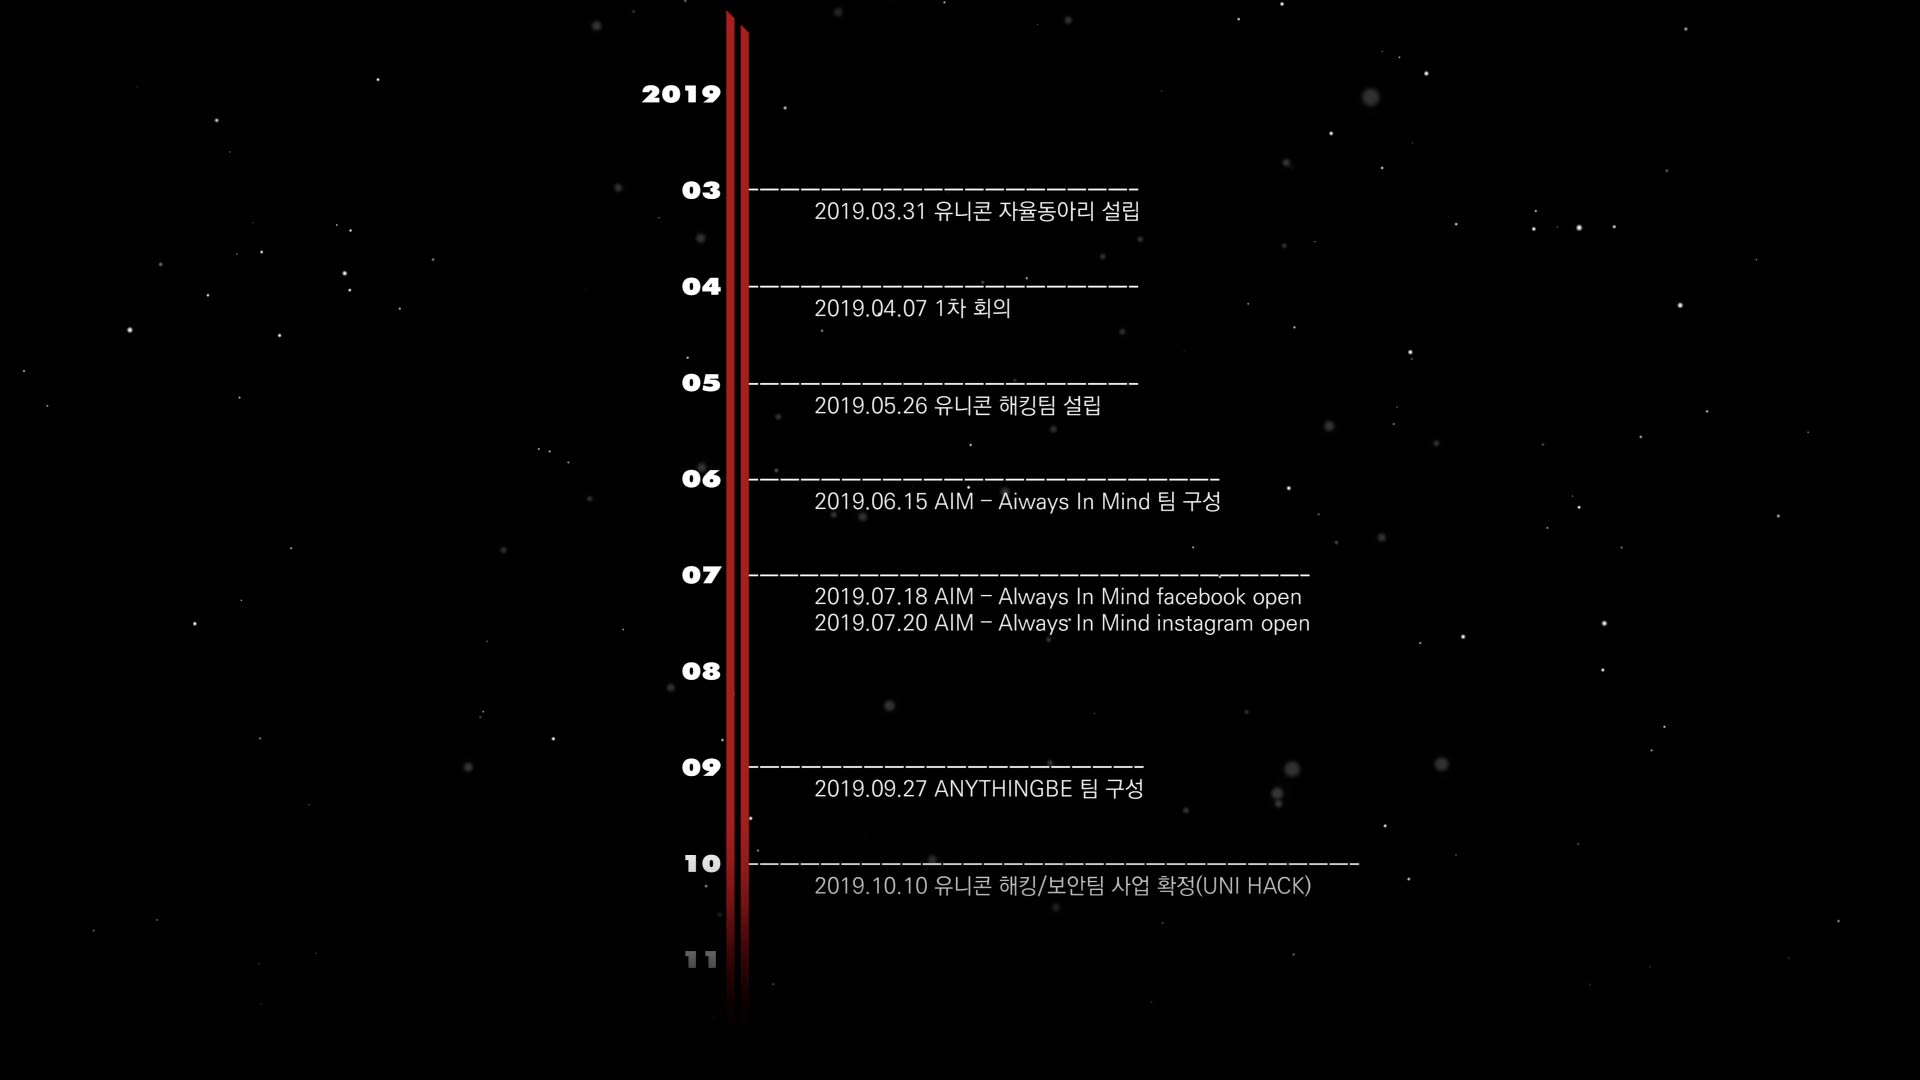 2019
03
2019.03.31 유니콘 자율동아리 설립
04
2019.04.07 1차 회의
05
2019.05.26 유니콘 해킹팀 설립
06
2019.06.15 AIM – Aiways In Mind 팀 구성
07
2019.07.18 AIM – Always In Mind facebook open
2019.07.20 AIM – Always In Mind instagram open
08
09
2019.09.27 ANYTHINGBE 팀 구성
10
2019.10.10 유니콘 해킹/보안팀 사업 확정(UNI HACK)
11